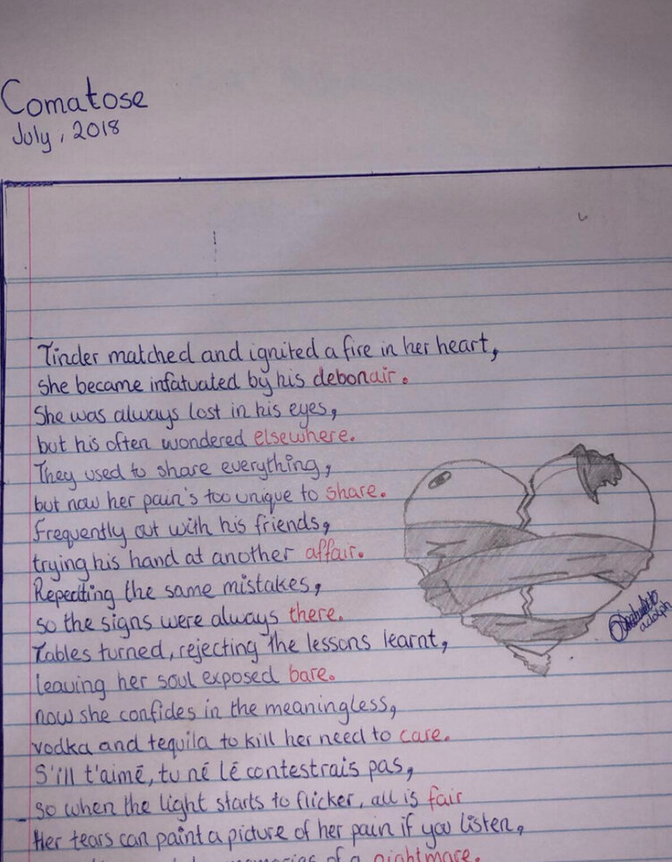 Comatose
July, 2018
Tinder matched and ignited a fire in her heart,
she became infatuated by his debonair.
She was always lost in his eyes,
but his often wondered elsewhere.
They used to share everything,
but now her pain's too unique to share.
Frequently out with his friends,
trying his hand at another affair.
Repeating the same mistakes,
so the signs were always there.
Tables turned, rejecting the lessons learnt,
leaving her soul exposed bare.
now she confides in the meaningless,
vodka and tequila to kill her need to care.
S'ill t'aimé, tu né lé contestrais pas,
so when the light starts to flicker, all is fair
Her tears can paint a picture of her pain if you listen,
of a nightmare.
adolph